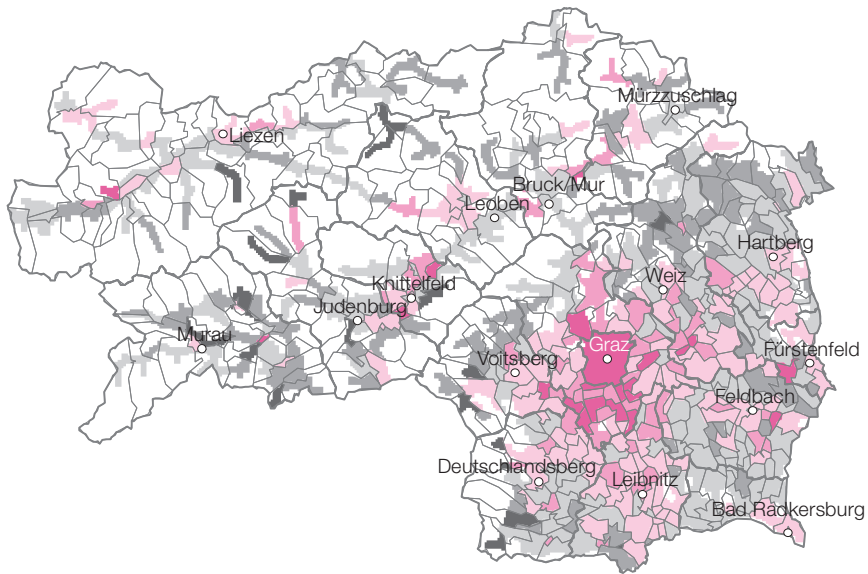 Mürzzuschlag
Liezen
Bruck/Mur
Leoben
Hartberg
Weiz
Knittelfeld
Judenburg
Murau
Graz
Voitsberg
Fürstenfeld
Feldbach
Deutschlandsberg
Leibnitz
Bad Radkersburg